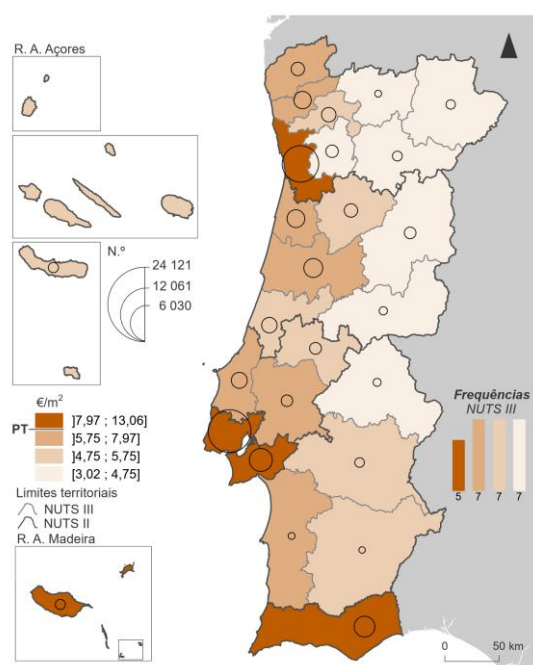 R. A. Açores
N.º
24 121
12 061
6 030
€/m²
]7,97 ; 13,06]
PT
]5,75 ; 7,97]
]4,75 ; 5,75]
[3,02 ; 4,75]
Limites territoriais
NUTS III
NUTS II
R. A. Madeira
Frequências
NUTS III
5 7 7 7
0 50 km